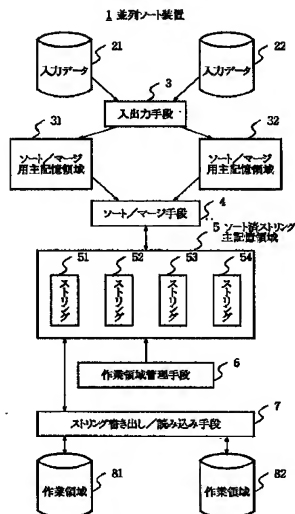 1 並列ソート装置
21
22
入力データ
入力データ
3
入出力手段
31
32
ソート/マージ
用主記憶領域
ソート/マージ
用主記憶領域
ソート/マージ手段
4
5 ソート済ストリング
主記憶領域
51
52
53
54
ストリング
ストリング
ストリング
ストリング
6
作業領域管理手段
7
ストリング書き出し/読み込み手段
81
82
作業領域
作業領域